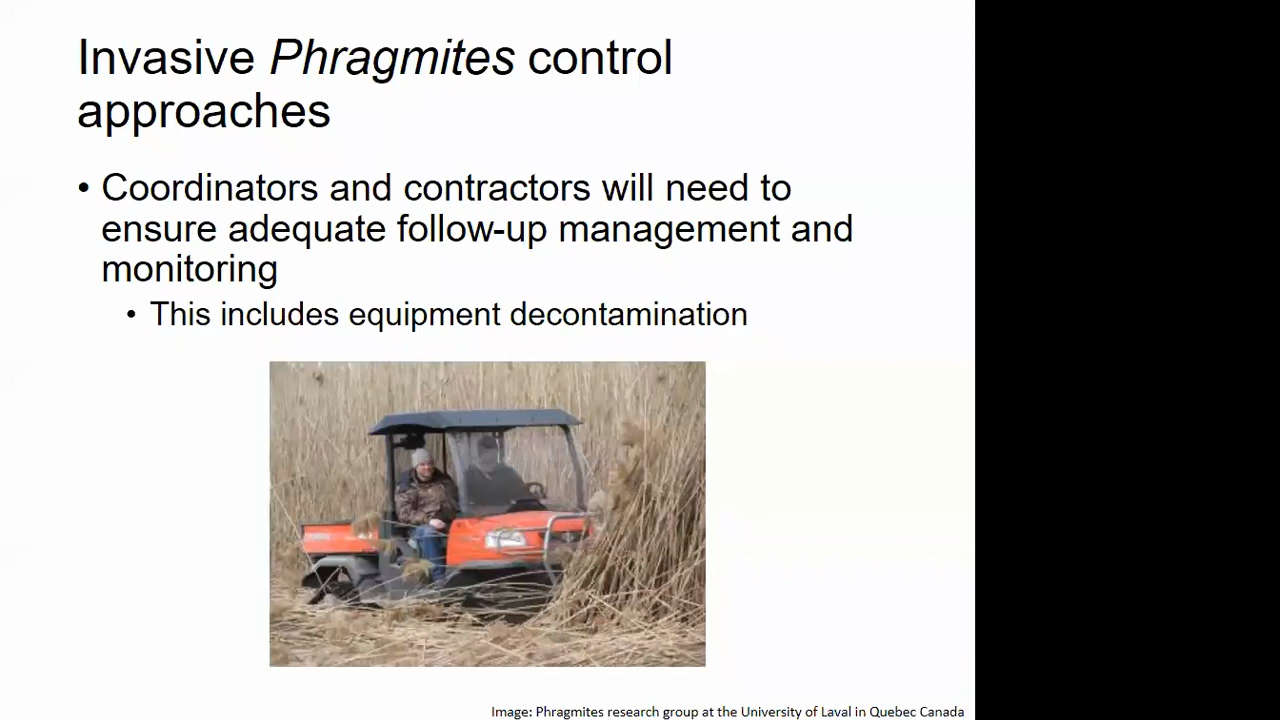 Invasive Phragmites control
approaches
• Coordinators and contractors will need to
ensure adequate follow-up management and
monitoring
• This includes equipment decontamination
Image: Phragmites research group at the University of Laval in Quebec Canada